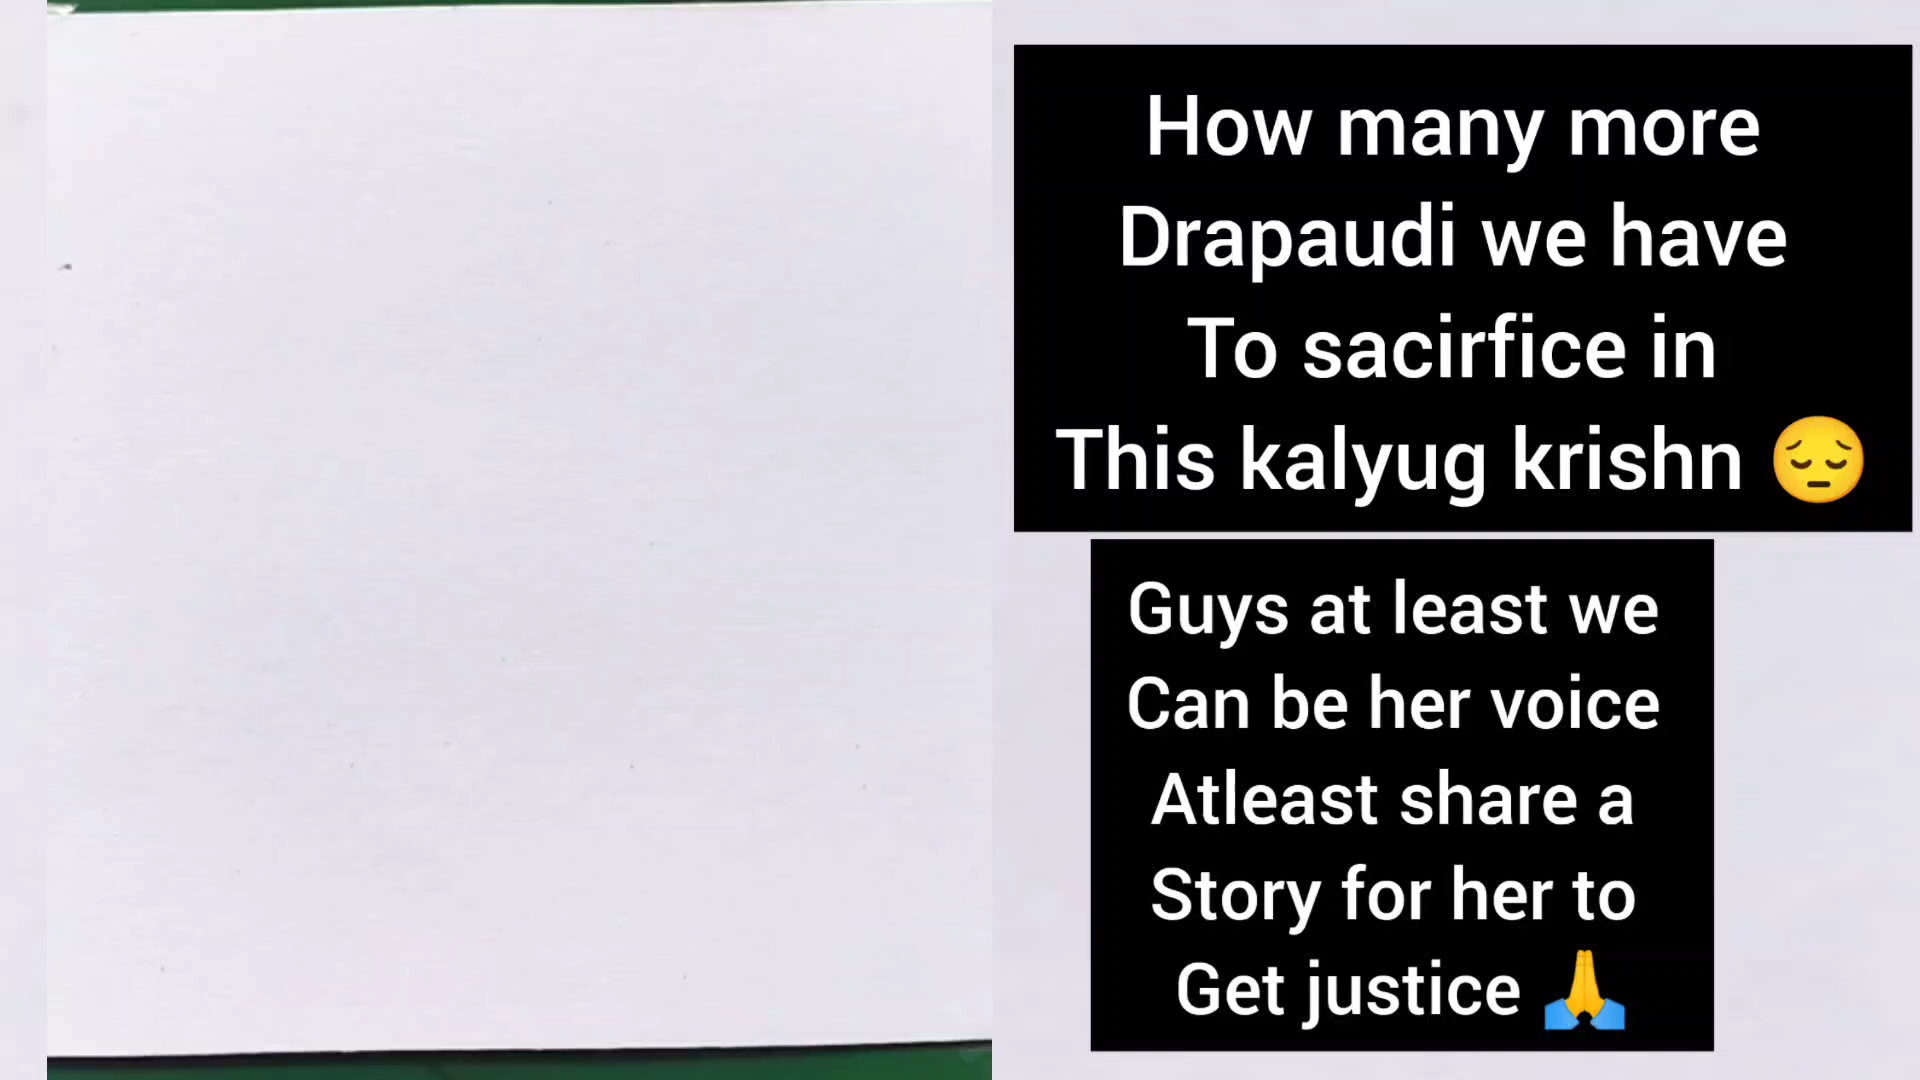 How many more
Drapaudi we have
To sacirfice in
This kalyug krishn 😔
Guys at least we
Can be her voice
Atleast share a
Story for her to
Get justice 🙏